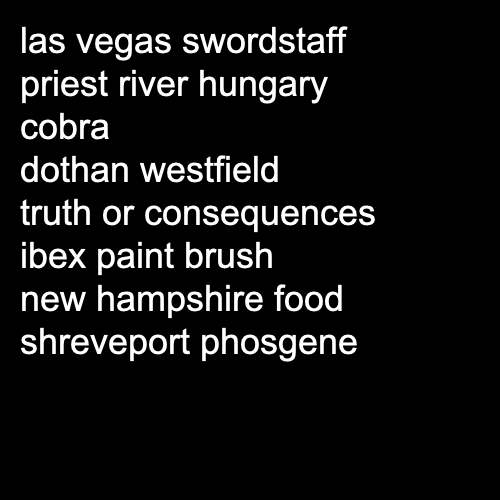 las vegas swordstaff
priest river hungary
cobra
dothan westfield
truth or consequences
ibex paint brush
new hampshire food
shreveport phosgene